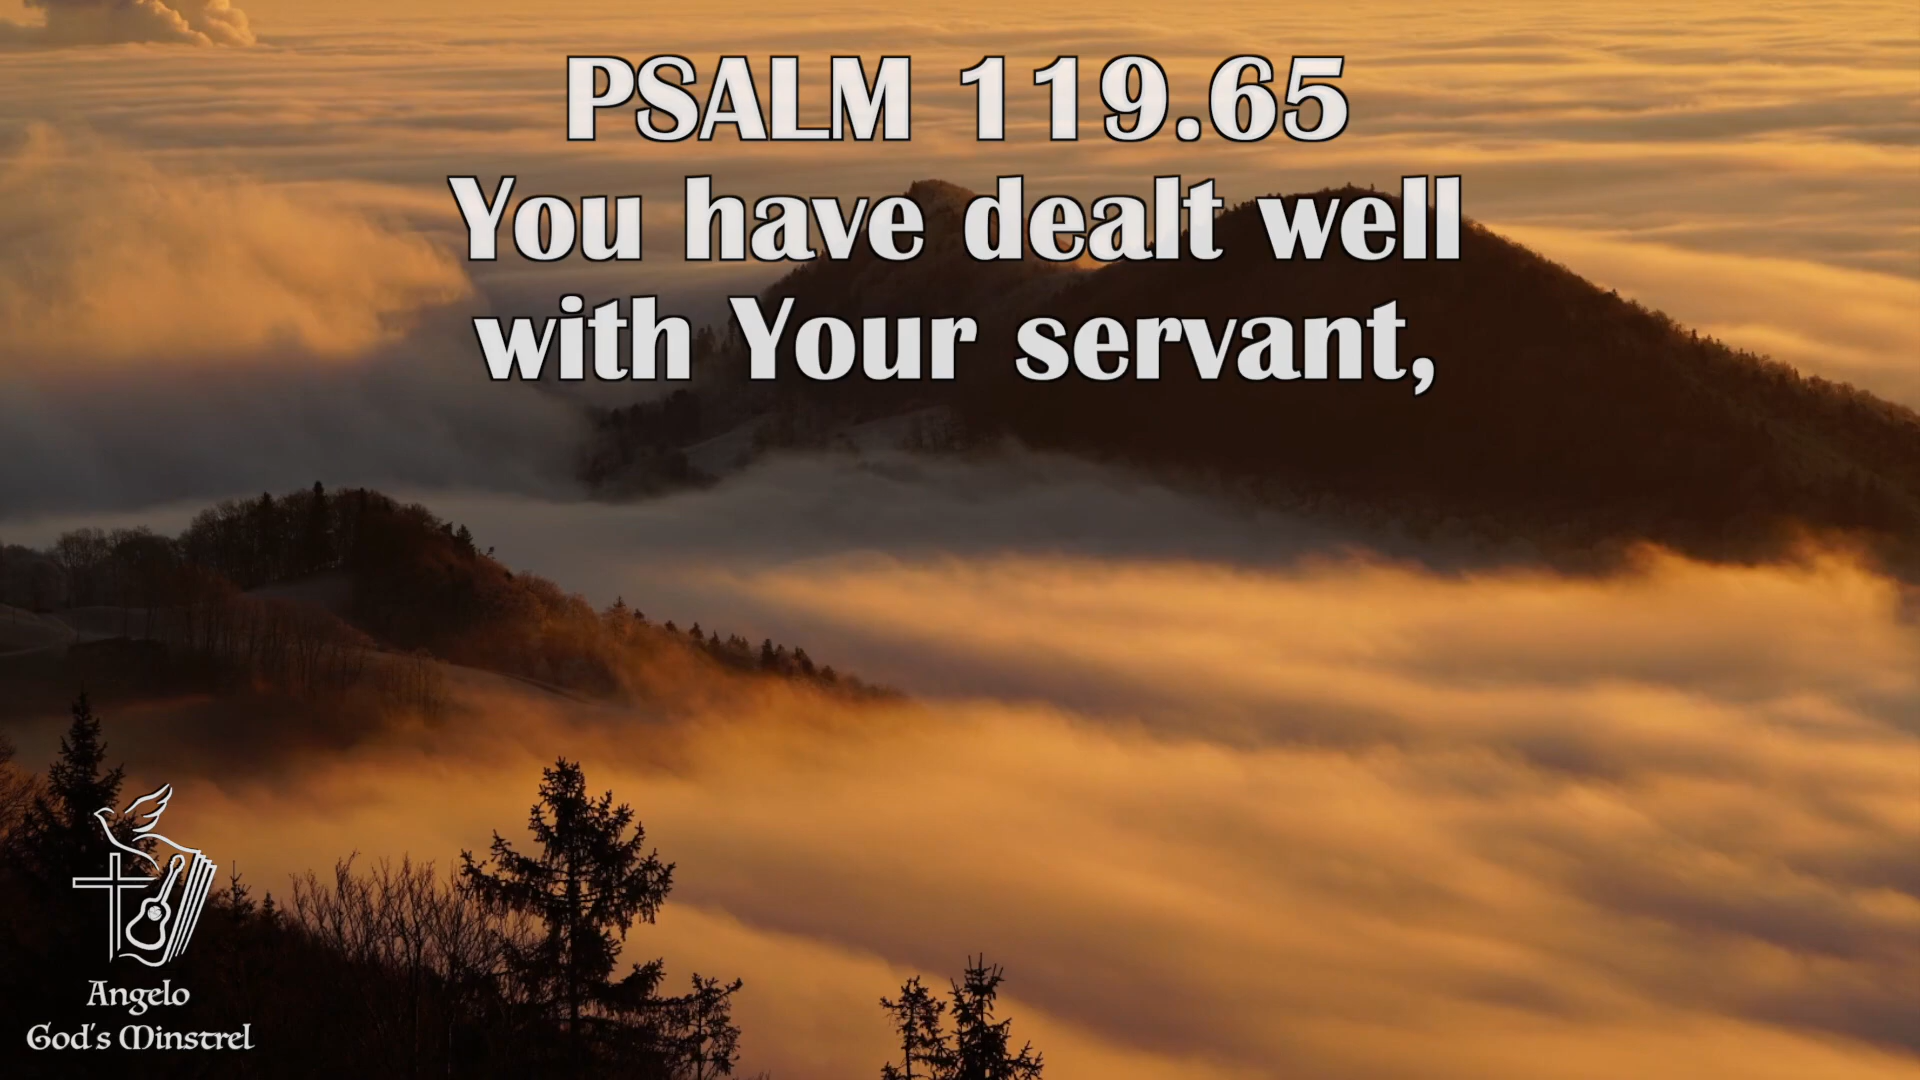 PSALM 119.65
You have dealt well
with Your servant,
Angelo
God's Minstrel